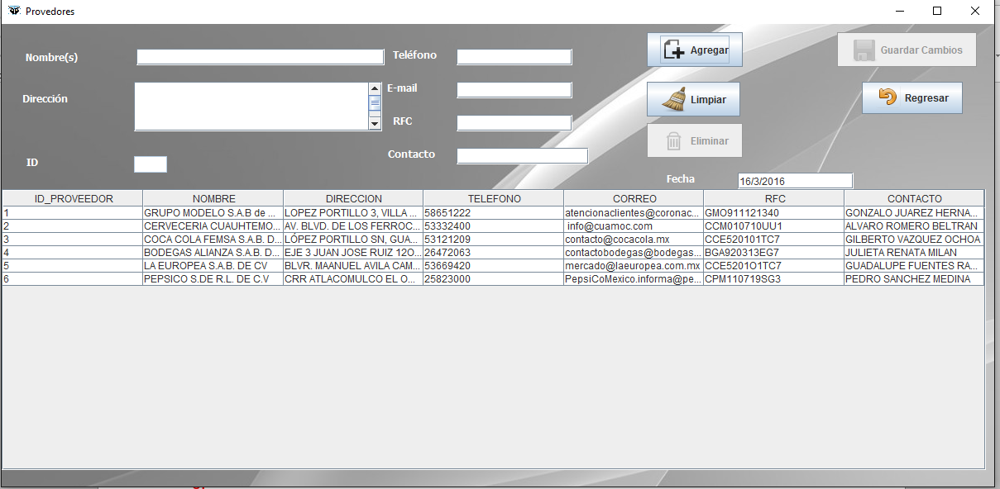 Provedores
Nombre(s)
Teléfono
Agregar
Guardar Cambios
Dirección
E-mail
Limpiar
Regresar
RFC
Eliminar
ID
Contacto
Fecha 16/3/2016
ID_PROVEEDOR NOMBRE DIRECCION TELEFONO CORREO RFC CONTACTO
1 GRUPO MODELO S.A.B de ... LOPEZ PORTILLO 3, VILLA ... 58651222 atencionaclientes@coronac... GMO911121340 GONZALO JUAREZ HERNA...
2 CERVECERIA CUAUHTEMO... AV. BLVD. DE LOS FERROC... 53332400 info@cuamoc.com CCM010710UU1 ALVARO ROMERO BELTRAN
3 COCA COLA FEMSA S.A.B. D... LÓPEZ PORTILLO SN, GUA... 53121209 contacto@cocacola.mx CCE520101TC7 GILBERTO VAZQUEZ OCHOA
4 BODEGAS ALIANZA S.A.B. D... EJE 3 JUAN JOSE RUIZ 12O... 26472063 contactobodegas@bodegas... BGA920313EG7 JULIETA RENATA MILAN
5 LA EUROPEA S.A.B. DE CV BLVR. MAANUEL AVILA CAM... 53669420 mercado@laeuropea.com.mx CCE5201O1TC7 GUADALUPE FUENTES RA...
6 PEPSICO S.DE R.L. DE C.V CRR ATLACOMULCO EL O... 25823000 PepsiCoMexico.informa@pe... CPM110719SG3 PEDRO SANCHEZ MEDINA